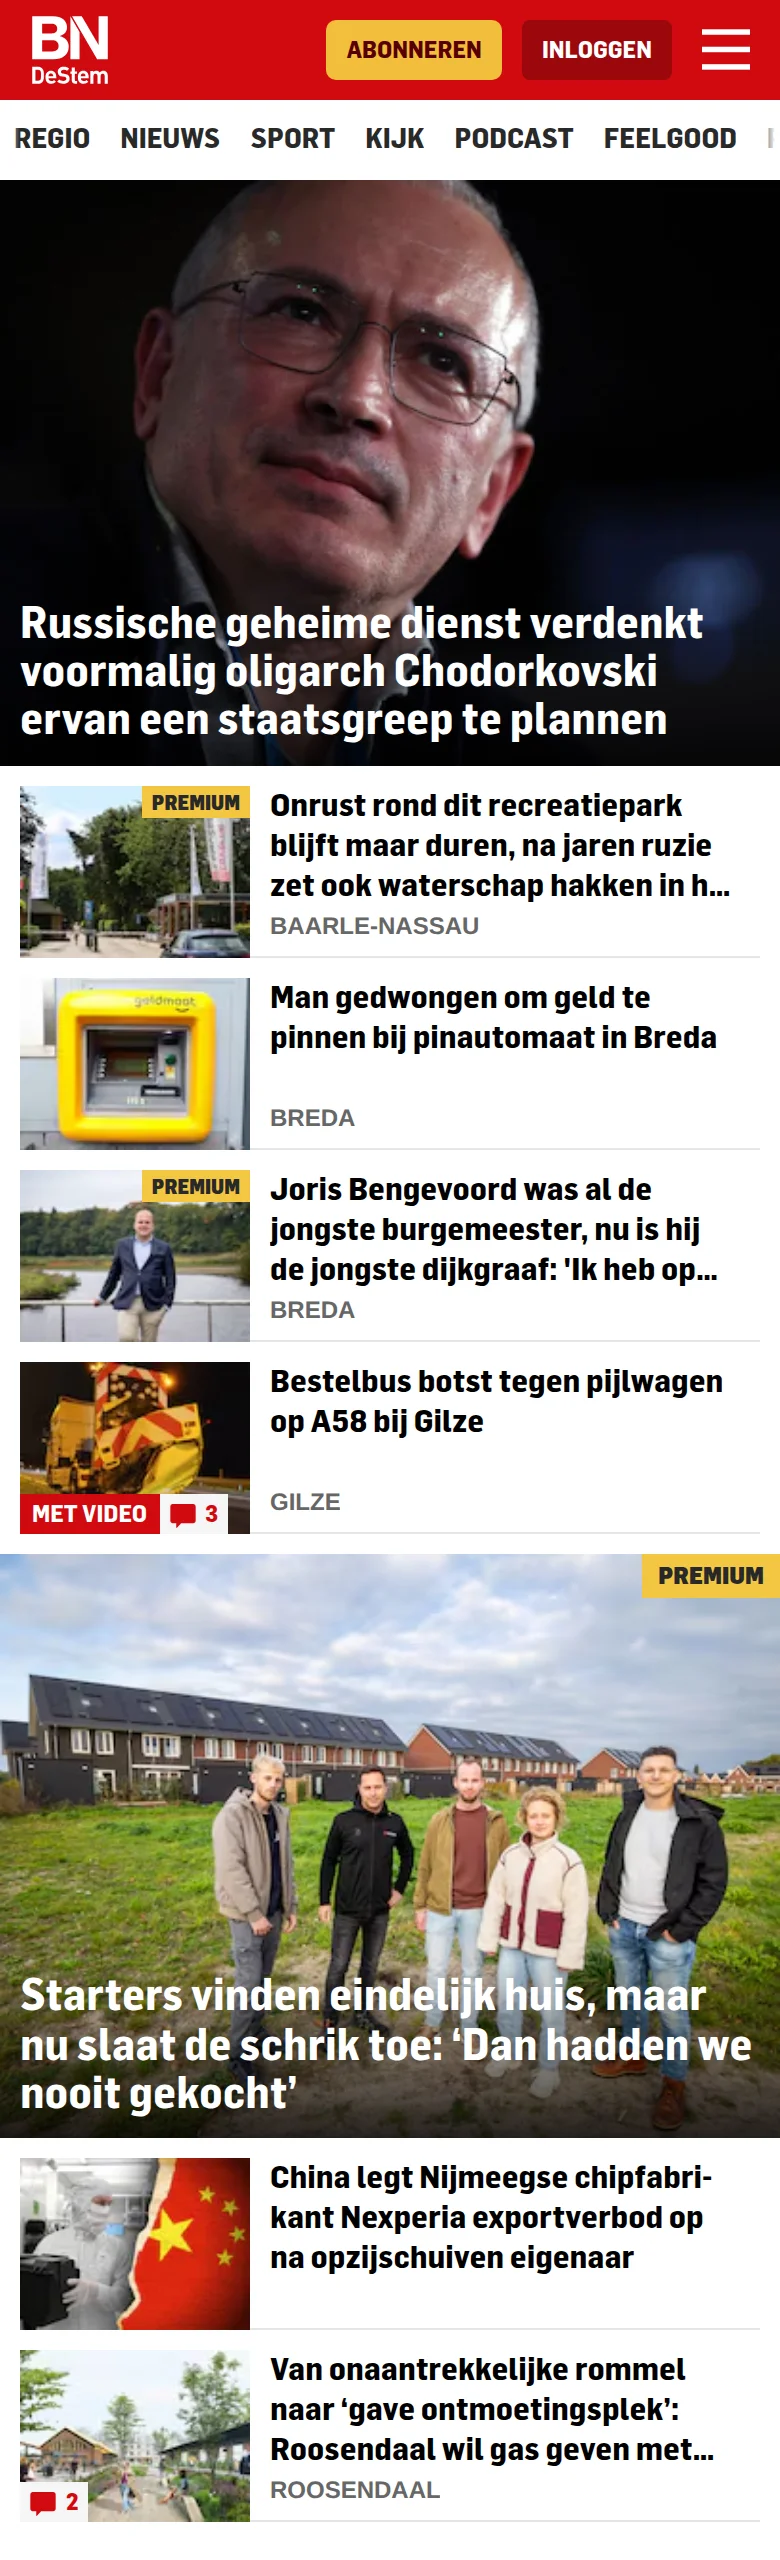 BN
DeStem
ABONNEREN
INLOGGEN
REGIO NIEUWS SPORT KIJK PODCAST FEELGOOD
Russische geheime dienst verdenkt
voormalig oligarch Chodorkovski
ervan een staatsgreep te plannen
PREMIUM
Onrust rond dit recreatiepark
blijft maar duren, na jaren ruzie
zet ook waterschap hakken in h...
BAARLE-NASSAU
geldmaat
Man gedwongen om geld te
pinnen bij pinautomaat in Breda
BREDA
PREMIUM
Joris Bengevoord was al de
jongste burgemeester, nu is hij
de jongste dijkgraaf: 'Ik heb op...
BREDA
Bestelbus botst tegen pijlwagen
op A58 bij Gilze
MET VIDEO
3
GILZE
PREMIUM
Starters vinden eindelijk huis, maar
nu slaat de schrik toe: ‘Dan hadden we
nooit gekocht’
China legt Nijmeegse chipfabri-
kant Nexperia exportverbod op
na opzijschuiven eigenaar
Van onaantrekkelijke rommel
naar ‘gave ontmoetingsplek’:
Roosendaal wil gas geven met...
2
ROOSENDAAL